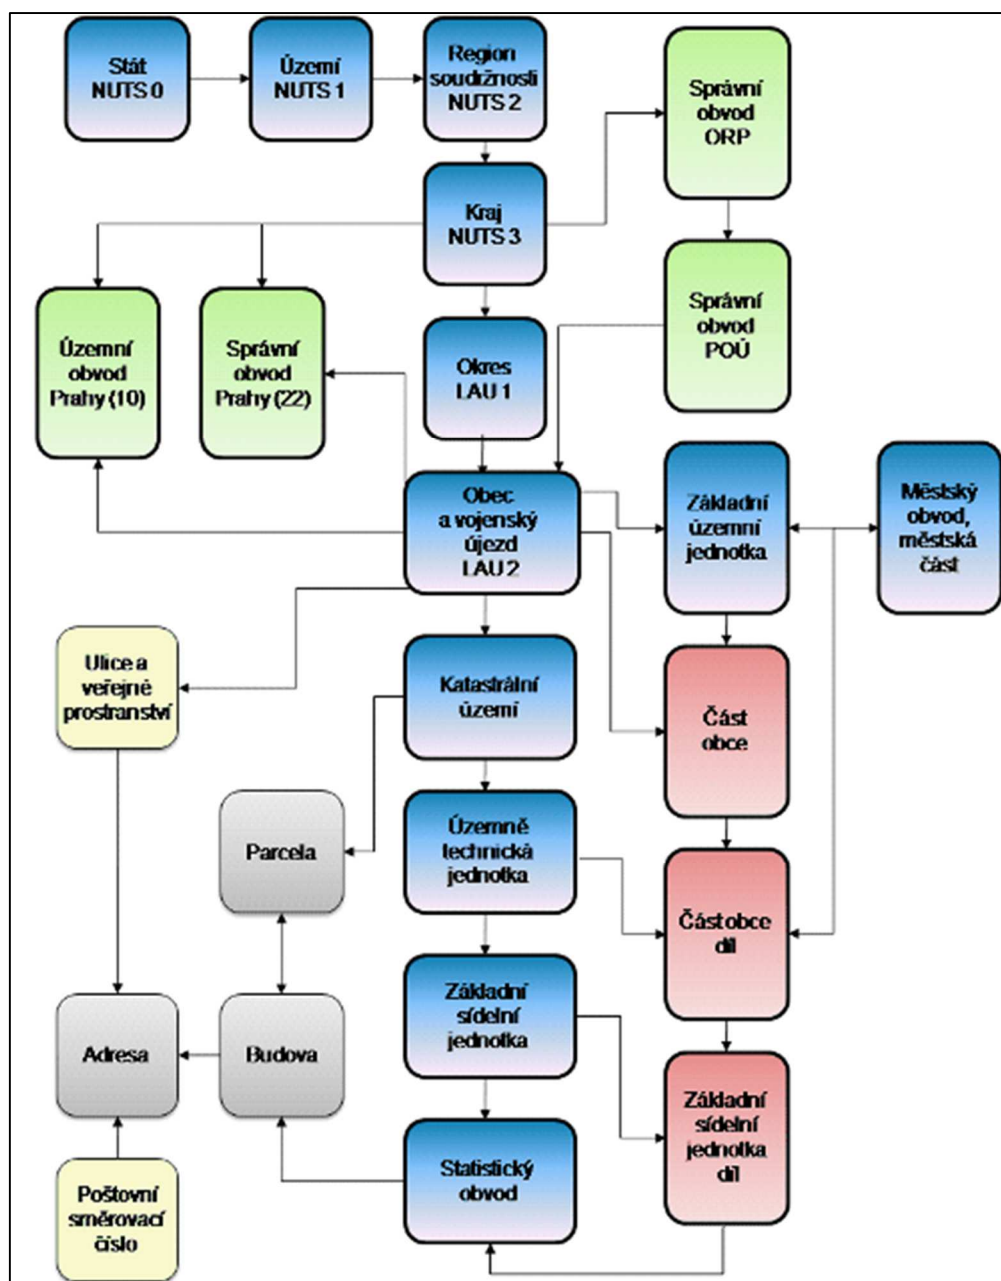 Stát
NUTS 0
Území
NUTS 1
Region
soudižnosti
NUTS 2
Správní
obvod
ORP
Kraj
NUTS 3
Správní
obvod
POÚ
Územní
obvod
Prahy (10)
Správní
obvod
Prahy (22)
Okres
LAU 1
Obec
a vojenský
újezd
LAU 2
Základní
územní
jednotka
Městský
obvod,
městská
část
Ulice a
veřejné
prostranství
Katastrální
území
Část
obce
Parcela
Územně
technická
jednotka
Část obce
díl
Adresa
Budova
Základní
sídelní
jednotka
Základní
sídelní
jednotka
díl
Poštovní
směrovací
číslo
Statistický
obvod